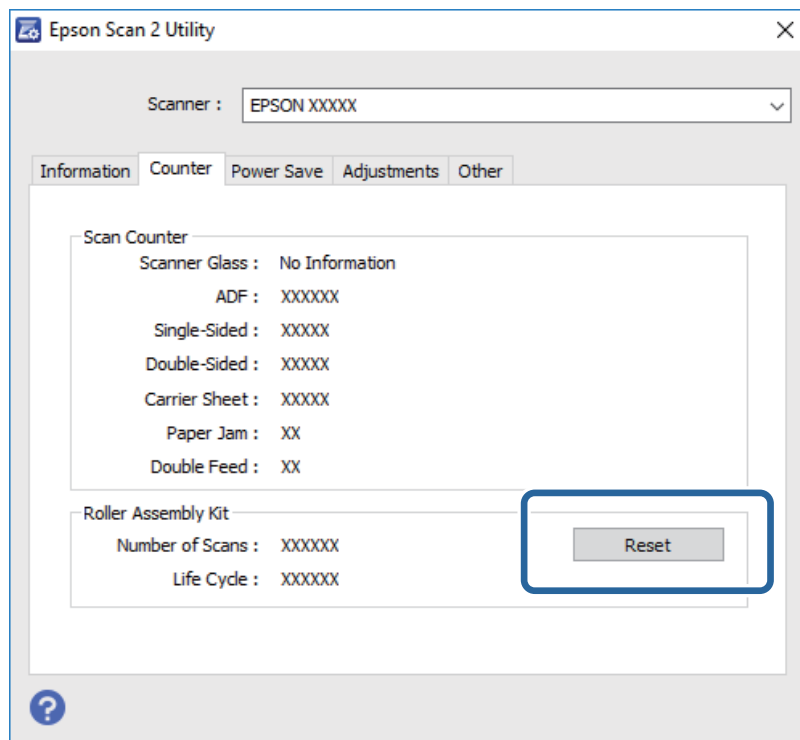 Epson Scan 2 Utility
Scanner : EPSON XXXXX
Information Counter Power Save Adjustments Other
Scan Counter
Scanner Glass : No Information
ADF : XXXXXX
Single-Sided : XXXXX
Double-Sided : XXXXX
Carrier Sheet : XXXXX
Paper Jam : XX
Double Feed : XX
Roller Assembly Kit
Number of Scans : XXXXXX Reset
Life Cycle : XXXXXX
?